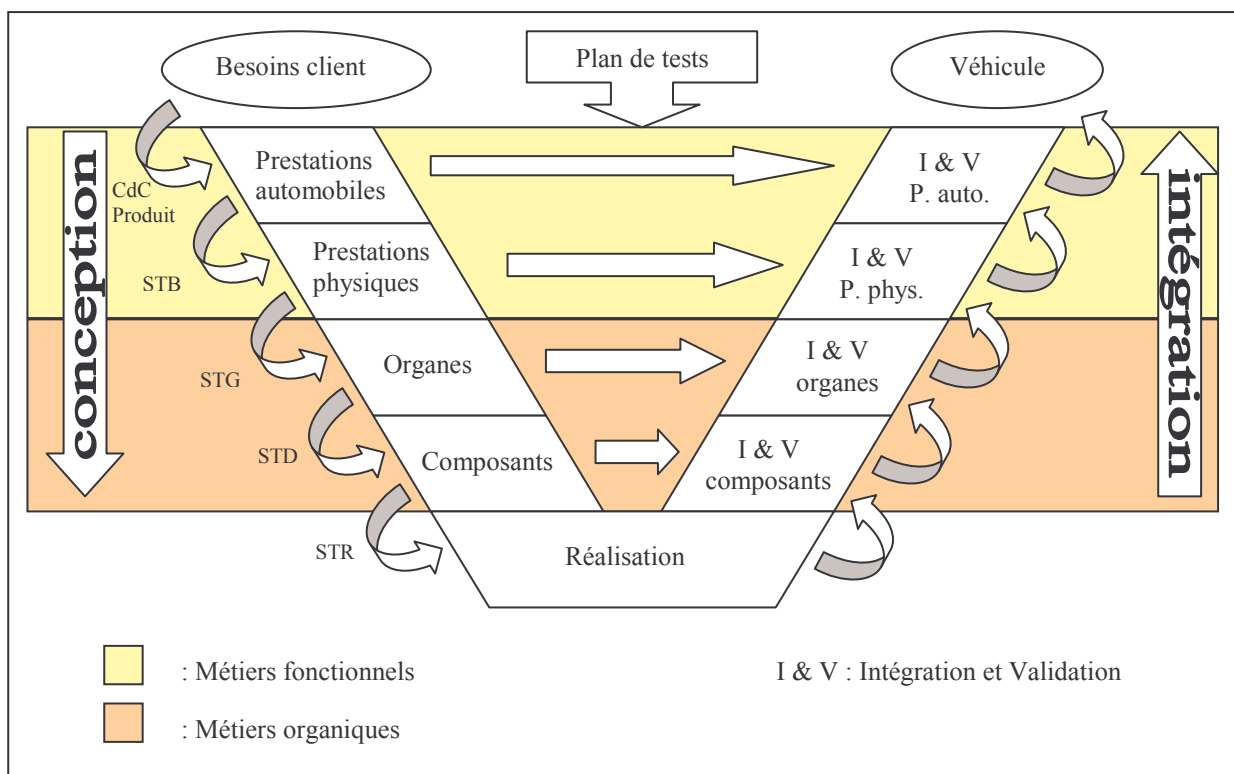 Besoins client
Plan de tests
Véhicule
conception
intégration
Prestations
automobiles
I & V
P. auto.
CdC
Produit
Prestations
physiques
I & V
P. phys.
STB
Organes
I & V
organes
STG
Composants
I & V
composants
STD
Réalisation
STR
: Métiers fonctionnels
I & V : Intégration et Validation
: Métiers organiques